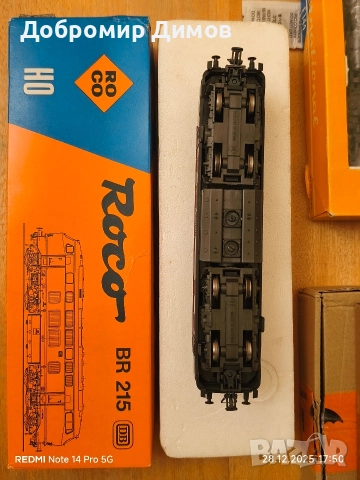 Добромир Димов
HO
RO
CO
Roco
BR 215
DB
REDMI Note 14 Pro 5G
28.12.2025 17:50
BAZAR